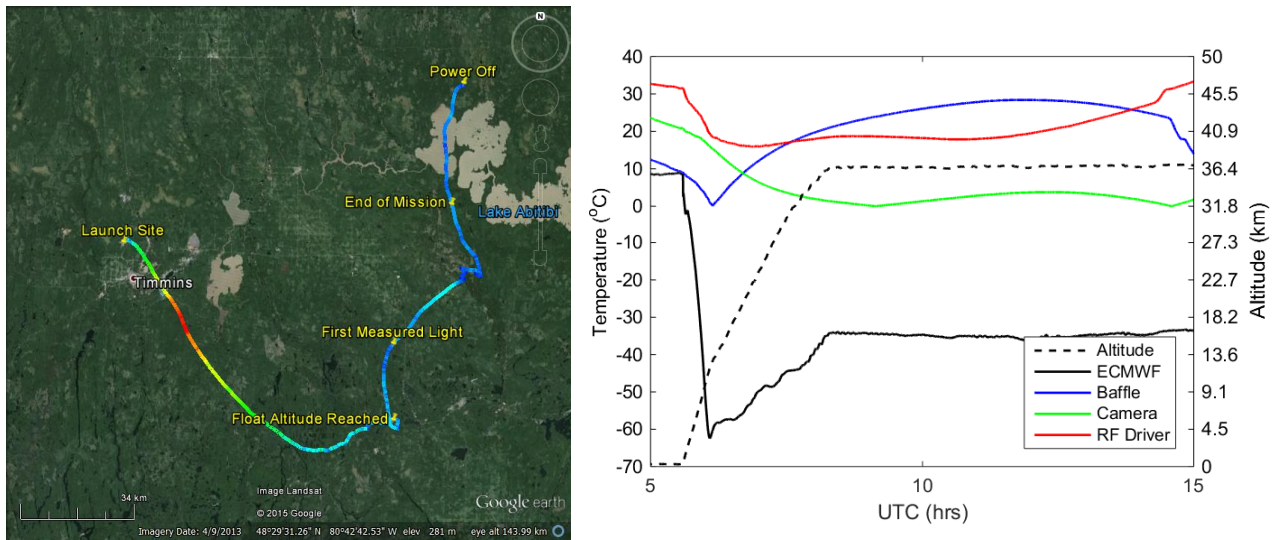 N
Power Off
End of Mission
Lake Abitibi
Launch Site
Timmins
First Measured Light
Float Altitude Reached
34 km
Image Landsat
© 2015 Google
Google earth
Imagery Date: 4/9/2013 48°29'31.26" N 80°42'42.53" W elev 281 m eye alt 143.99 km
40
30
20
10
0
-10
-20
-30
-40
-50
-60
-70
Temperature (°C)
50
45.5
40.9
36.4
31.8
27.3
22.7
18.2
13.6
9.1
4.5
0
Altitude (km)
Altitude
ECMWF
Baffle
Camera
RF Driver
5
10
15
UTC (hrs)